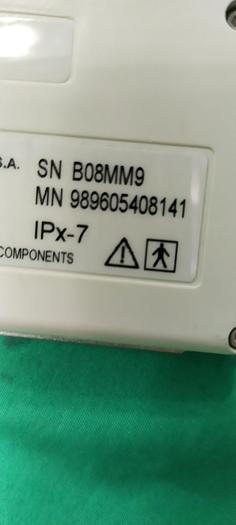 S.A.
SN B08MM9
MN 989605408141
IPx-7
COMPONENTS